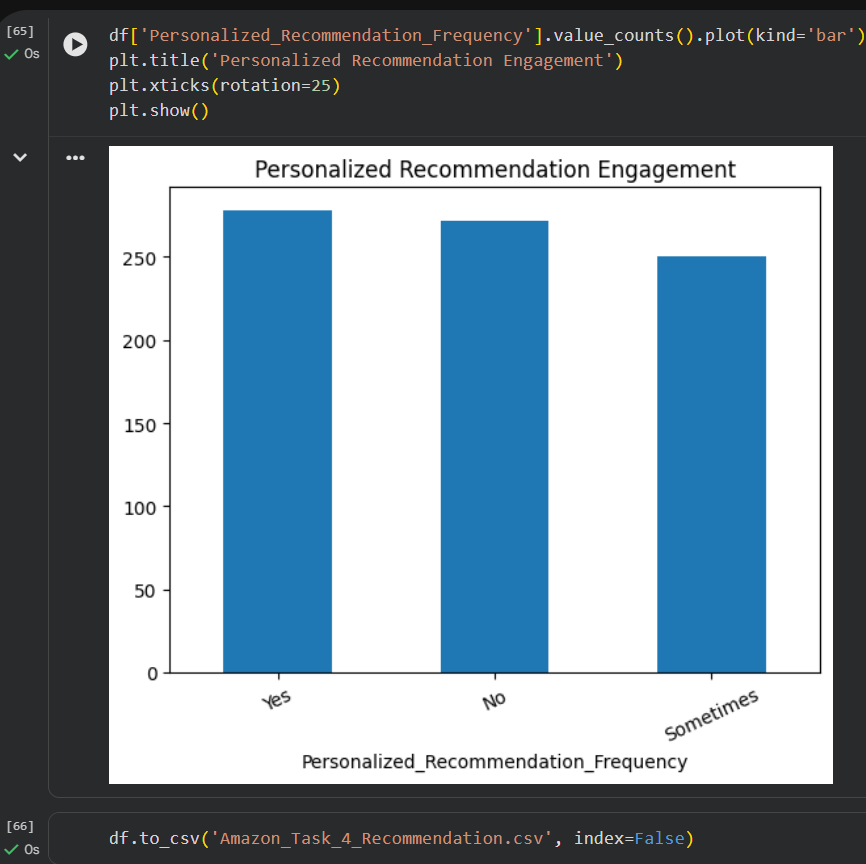 [65]
0s
df['Personalized_Recommendation_Frequency'].value_counts().plot(kind='bar')
plt.title('Personalized Recommendation Engagement')
plt.xticks(rotation=25)
plt.show()
Personalized Recommendation Engagement
250
200
150
100
50
0
Yes
No
Sometimes
Personalized_Recommendation_Frequency
[66]
0s
df.to_csv('Amazon_Task_4_Recommendation.csv', index=False)